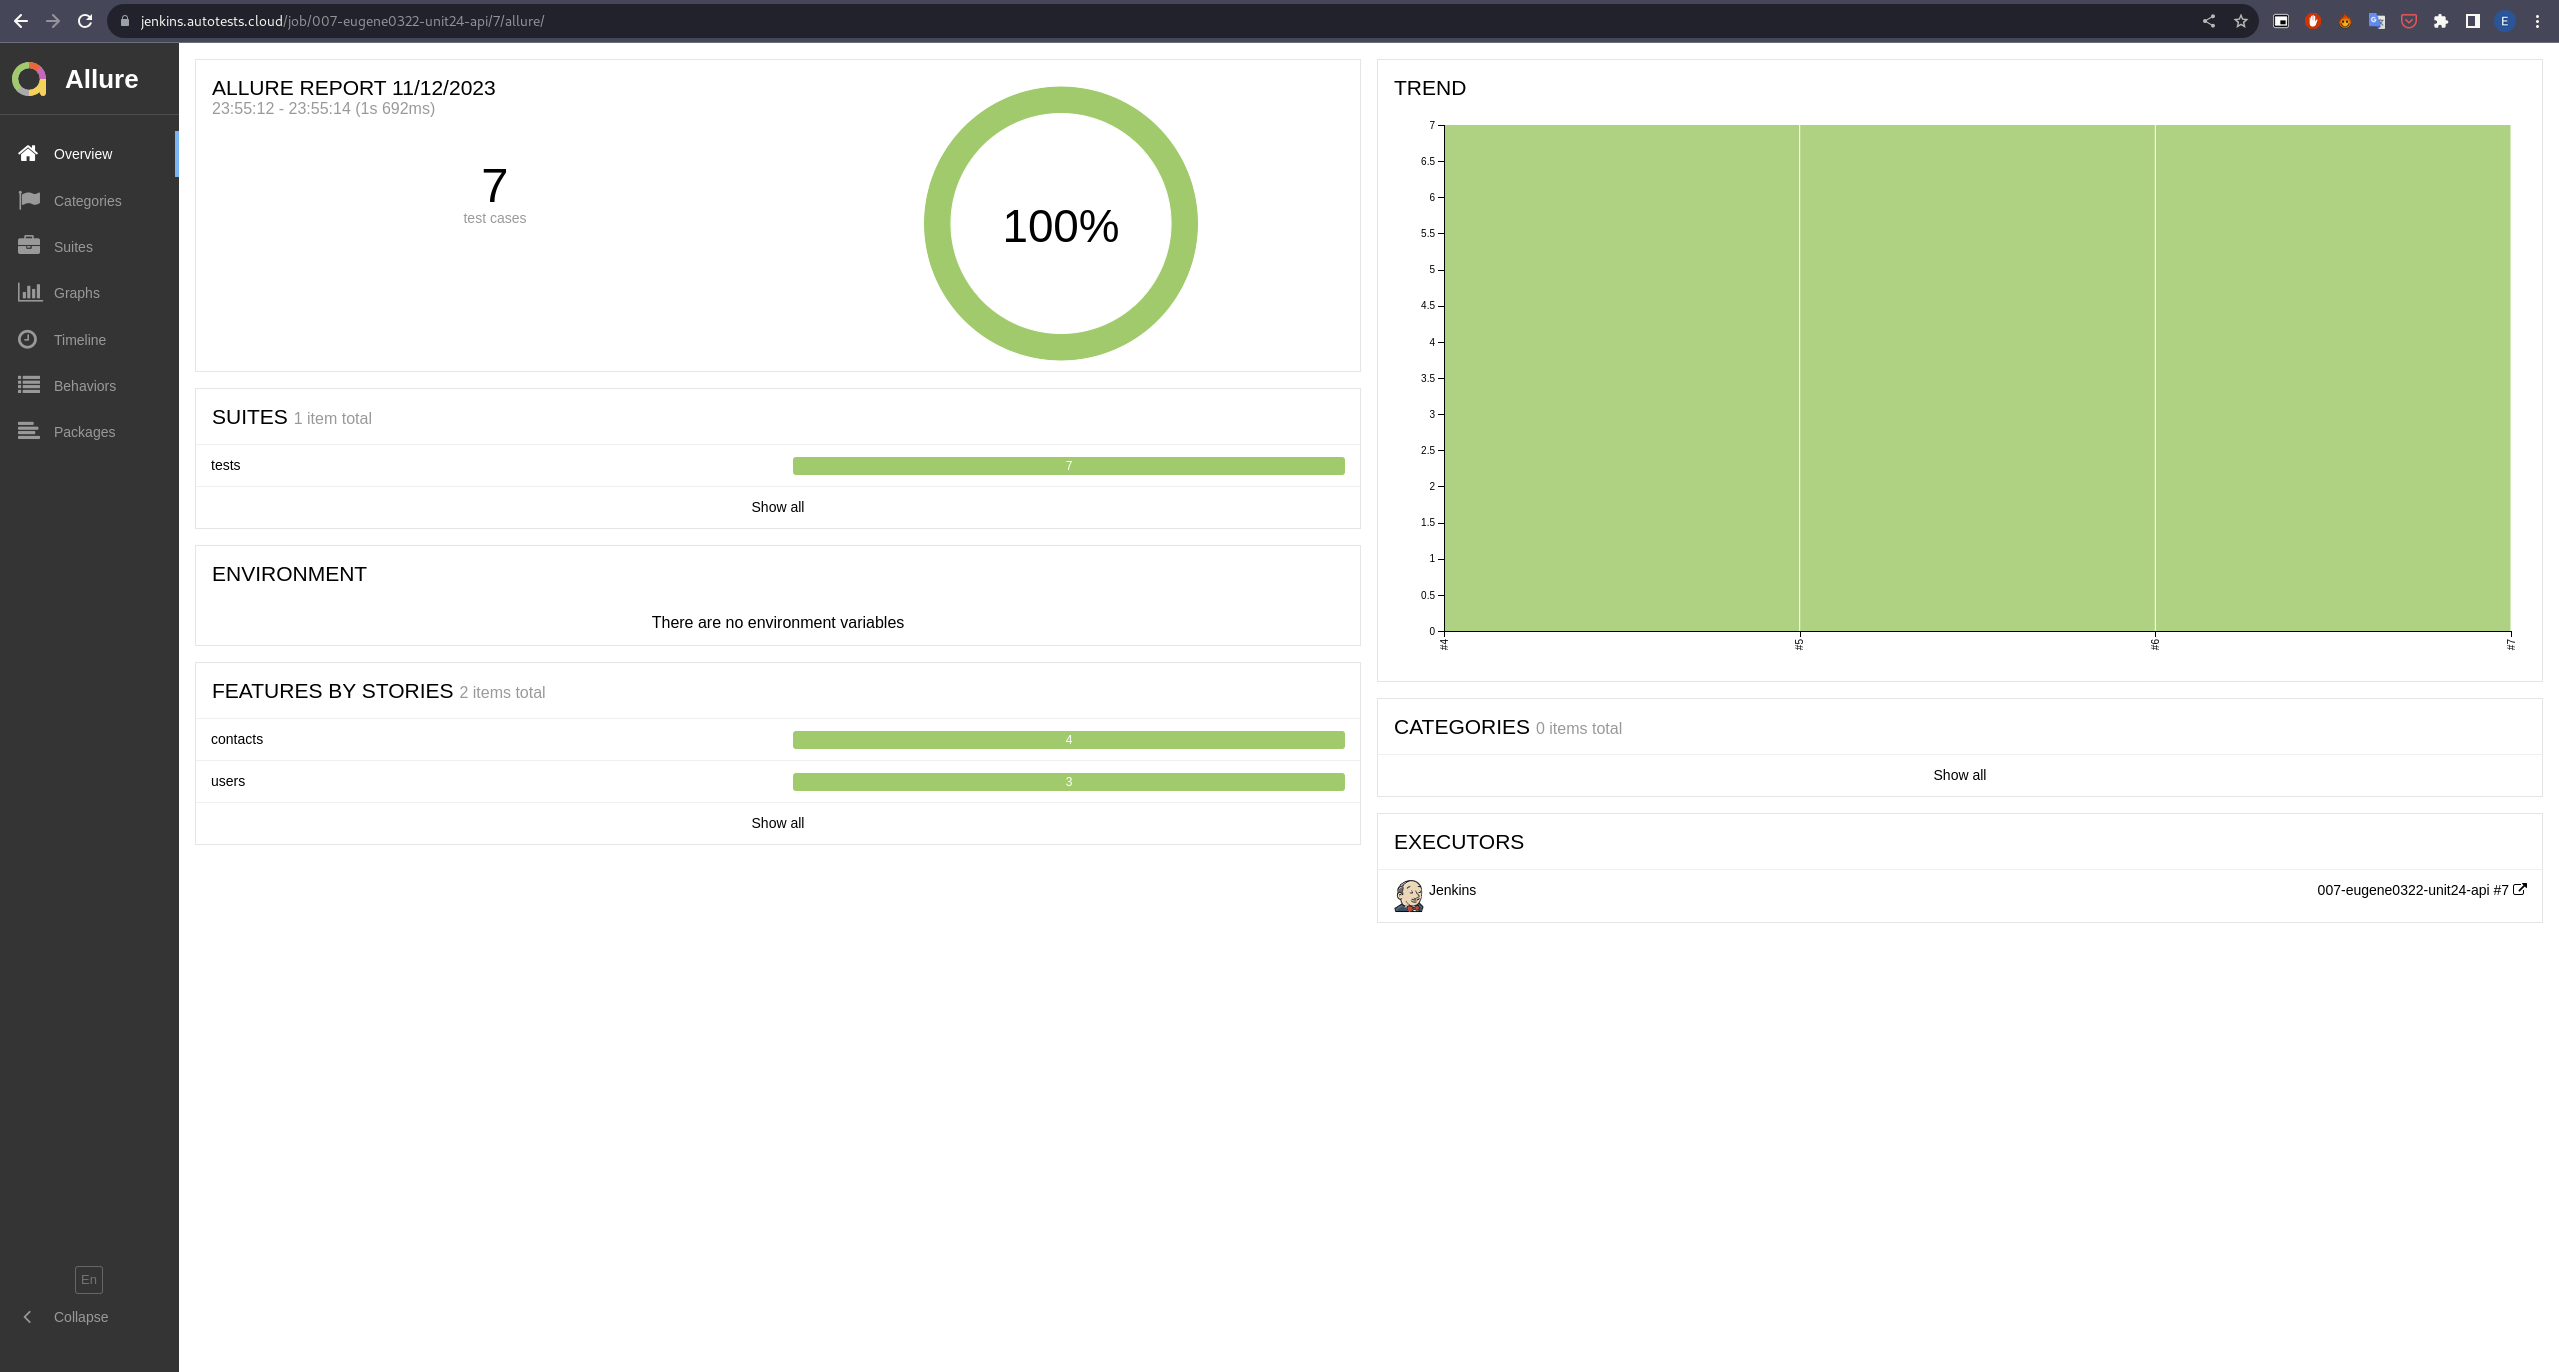 jenkins.autotests.cloud/job/007-eugene0322-unit24-api/7/allure/
E
Allure
Overview
Categories
Suites
Graphs
Timeline
Behaviors
Packages
En
Collapse
ALLURE REPORT 11/12/2023
23:55:12 - 23:55:14 (1s 692ms)
7
test cases
100%
SUITES 1 item total
tests 7
Show all
ENVIRONMENT
There are no environment variables
FEATURES BY STORIES 2 items total
contacts 4
users 3
Show all
TREND
7
6.5
6
5.5
5
4.5
4
3.5
3
2.5
2
1.5
1
0.5
0
#4 #5 #6 #7
CATEGORIES 0 items total
Show all
EXECUTORS
Jenkins 007-eugene0322-unit24-api #7